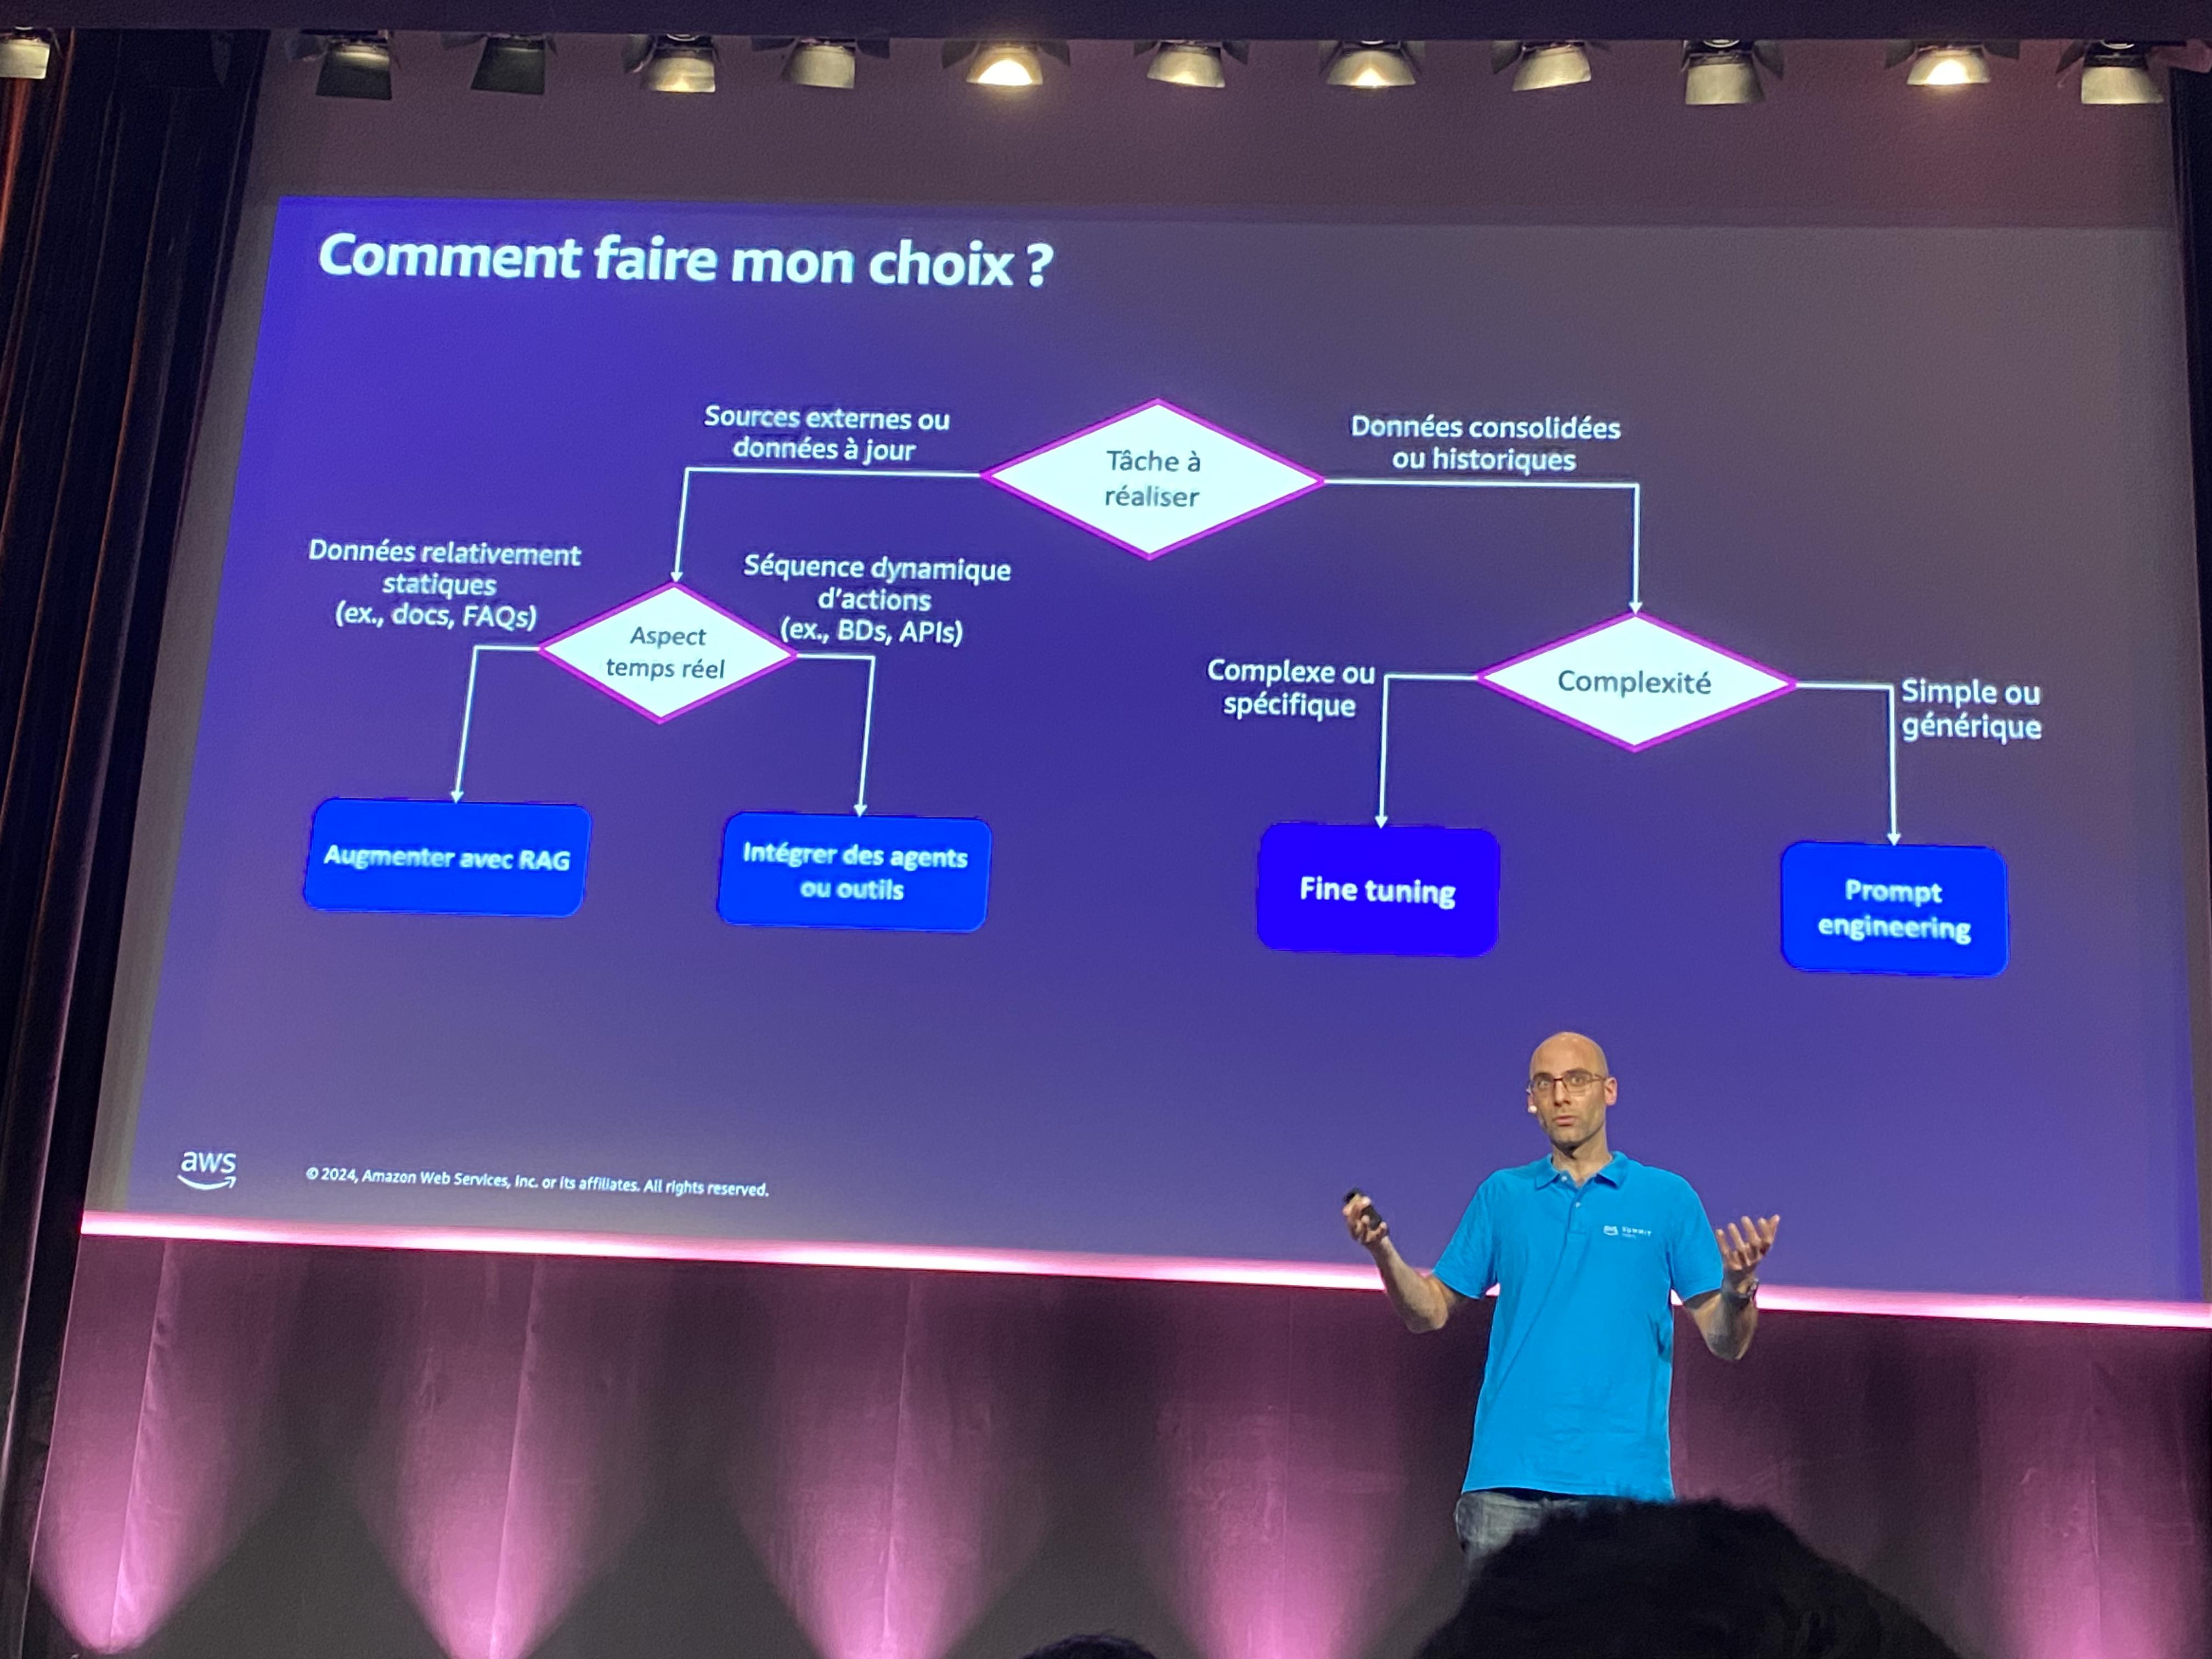 Comment faire mon choix ?
Sources externes ou
données à jour
Tâche à
réaliser
Données consolidées
ou historiques
Données relativement
statiques
(ex., docs, FAQs)
Aspect
temps réel
Séquence dynamique
d'actions
(ex., BDs, APIs)
Complexe ou
spécifique
Complexité
Simple ou
générique
Augmenter avec RAG
Intégrer des agents
ou outils
Fine tuning
Prompt
engineering
aws
© 2024, Amazon Web Services, Inc. or its affiliates. All rights reserved.
aws SUMMIT